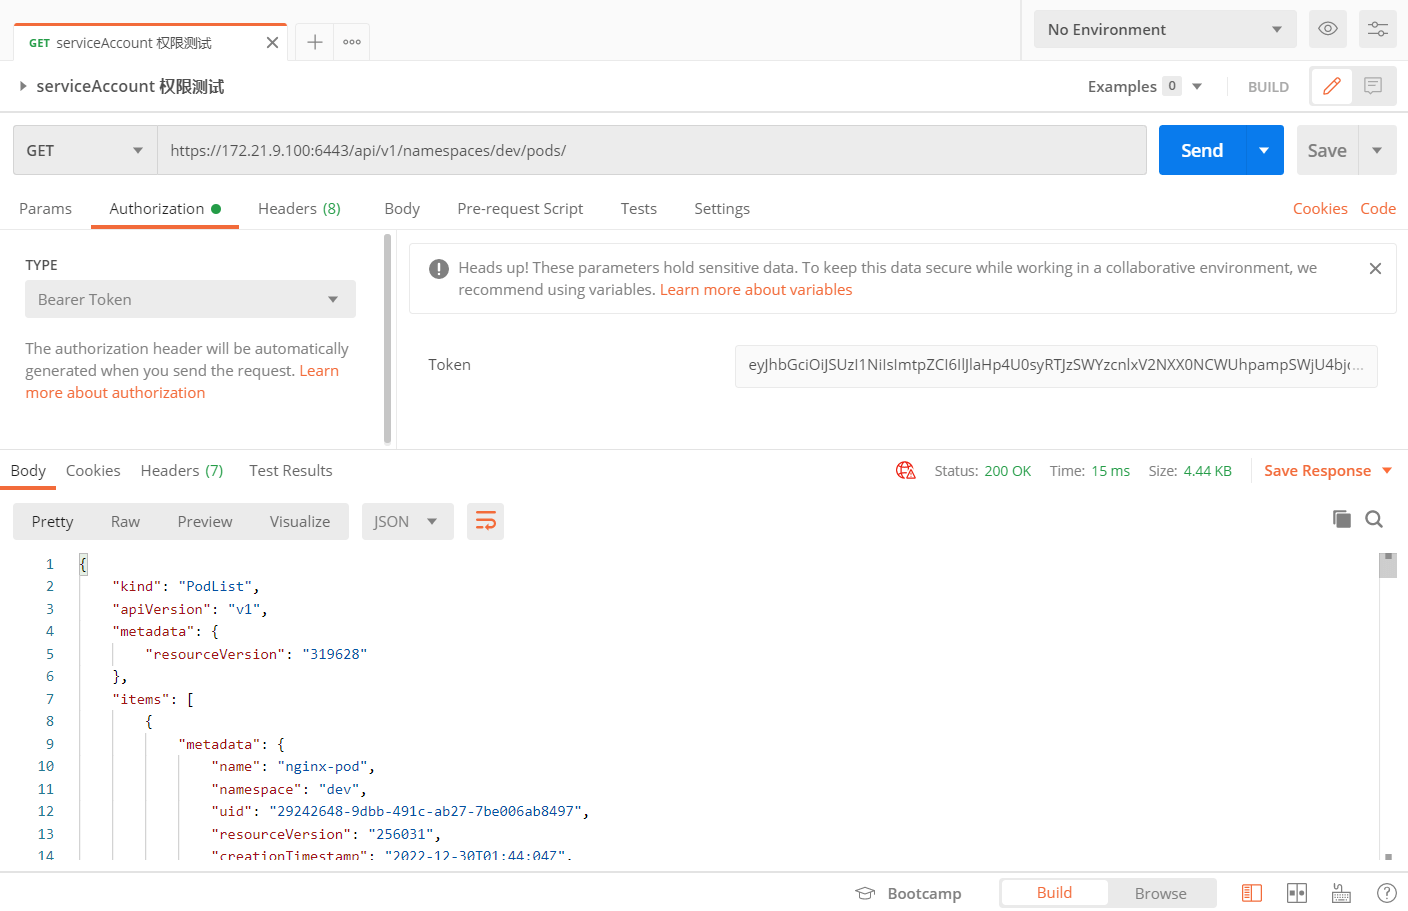 GET serviceAccount 权限测试
No Environment
serviceAccount 权限测试
Examples 0
BUILD
GET
https://172.21.9.100:6443/api/v1/namespaces/dev/pods/
Send
Save
Params Authorization Headers (8) Body Pre-request Script Tests Settings
Cookies Code
TYPE
Bearer Token
The authorization header will be automatically
generated when you send the request. Learn
more about authorization
Heads up! These parameters hold sensitive data. To keep this data secure while working in a collaborative environment, we
recommend using variables. Learn more about variables
Token
Body Cookies Headers (7) Test Results
Status: 200 OK Time: 15 ms Size: 4.44 KB Save Response
Pretty Raw Preview Visualize JSON
1 {
2 "kind": "PodList",
3 "apiVersion": "v1",
4 "metadata": {
5 "resourceVersion": "319628"
6 },
7 "items": [
8 {
9 "metadata": {
10 "name": "nginx-pod",
11 "namespace": "dev",
12 "uid": "29242648-9dbb-491c-ab27-7be006ab8497",
13 "resourceVersion": "256031",
14 "creationTimestamp": "2022-12-30T01:44:04Z",
Bootcamp Build Browse